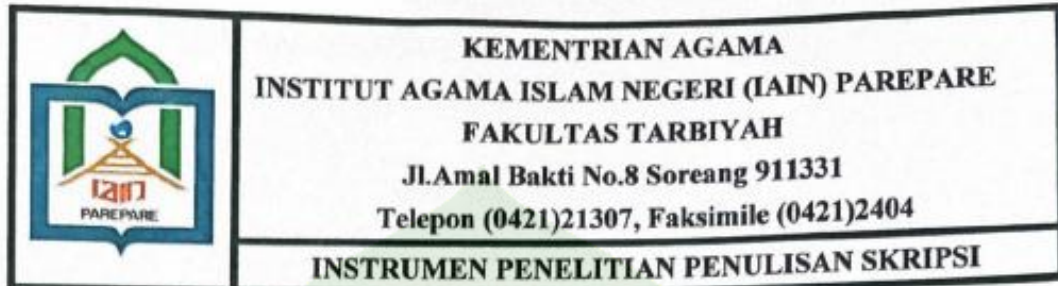 iain
PAREPARE
KEMENTRIAN AGAMA
INSTITUT AGAMA ISLAM NEGERI (IAIN) PAREPARE
FAKULTAS TARBIYAH
Jl.Amal Bakti No.8 Soreang 911331
Telepon (0421)21307, Faksimile (0421)2404
INSTRUMEN PENELITIAN PENULISAN SKRIPSI